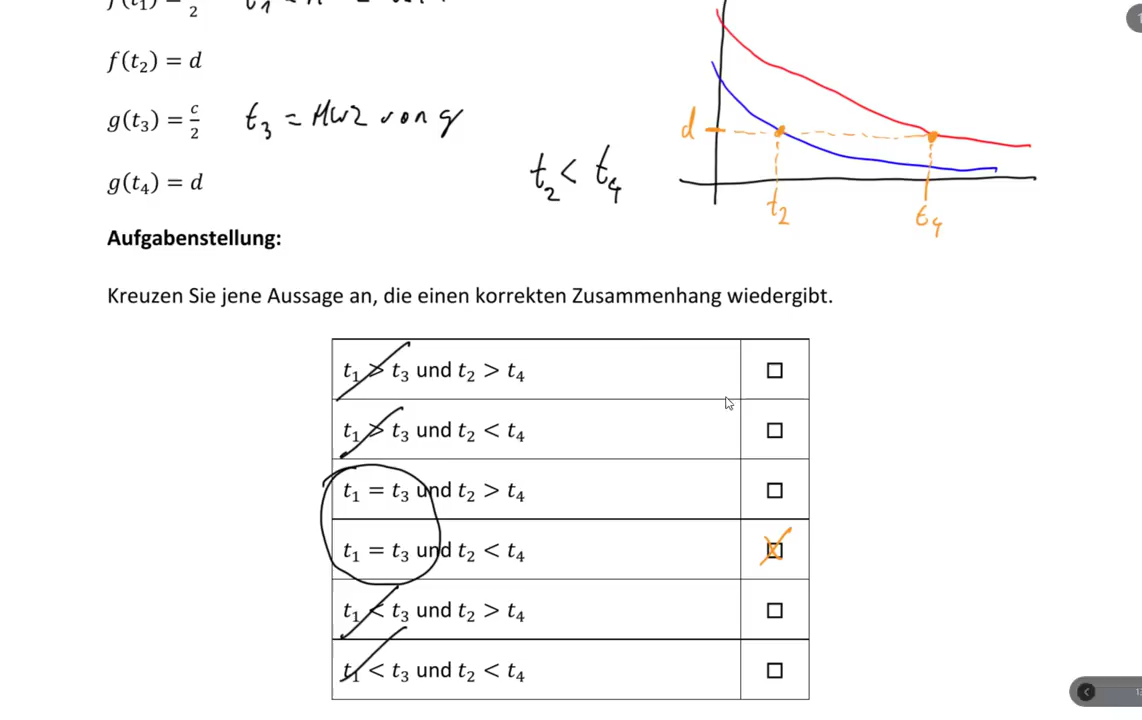 2
f(t₂) = d
g(t₃) = c/2 t₃ = HWZ von g
d
t₂ < t₄
g(t₄) = d
t₂ t₄
Aufgabenstellung:
Kreuzen Sie jene Aussage an, die einen korrekten Zusammenhang wiedergibt.
t₁ > t₃ und t₂ > t₄ ☐
t₁ > t₃ und t₂ < t₄ ☐
t₁ = t₃ und t₂ > t₄ ☐
t₁ = t₃ und t₂ < t₄ ☒
t₁ < t₃ und t₂ > t₄ ☐
t₁ < t₃ und t₂ < t₄ ☐